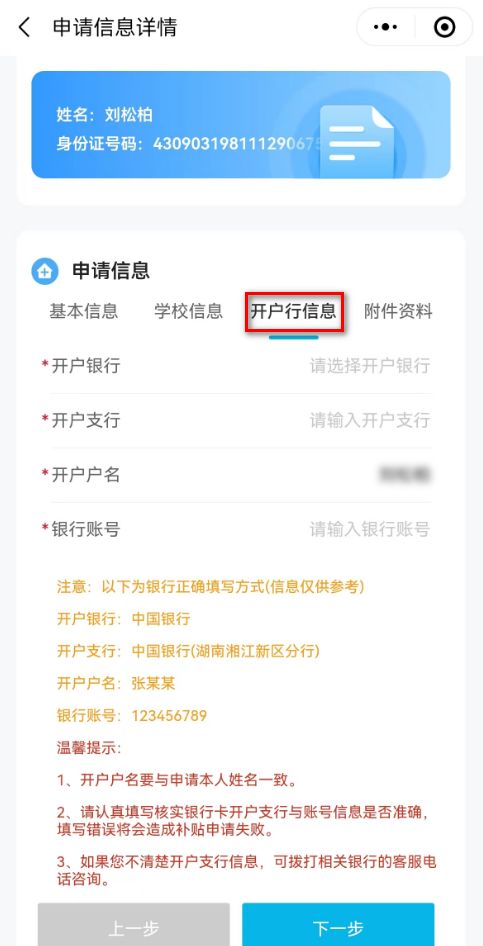 申请信息详情
姓名：刘松柏
身份证号码：430903198111290675
申请信息
基本信息 学校信息 开户行信息 附件资料
*开户银行 请选择开户银行
*开户支行 请输入开户支行
*开户户名
*银行账号 请输入银行账号
注意：以下为银行正确填写方式(信息仅供参考)
开户银行：中国银行
开户支行：中国银行(湖南湘江新区分行)
开户户名：张某某
银行账号：123456789
温馨提示：
1、开户户名要与申请本人姓名一致。
2、请认真填写核实银行卡开户支行与账号信息是否准确，
填写错误将会造成补贴申请失败。
3、如果您不清楚开户支行信息，可拨打相关银行的客服电
话咨询。
上一步 下一步